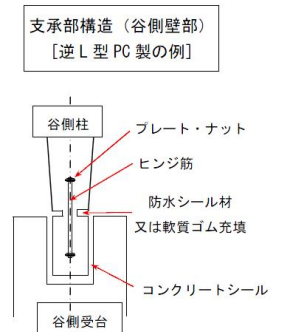 支承部構造（谷側壁部）
［逆Ｌ型PC製の例］
谷側柱
プレート・ナット
ヒンジ筋
防水シール材
又は軟質ゴム充填
コンクリートシール
谷側受台